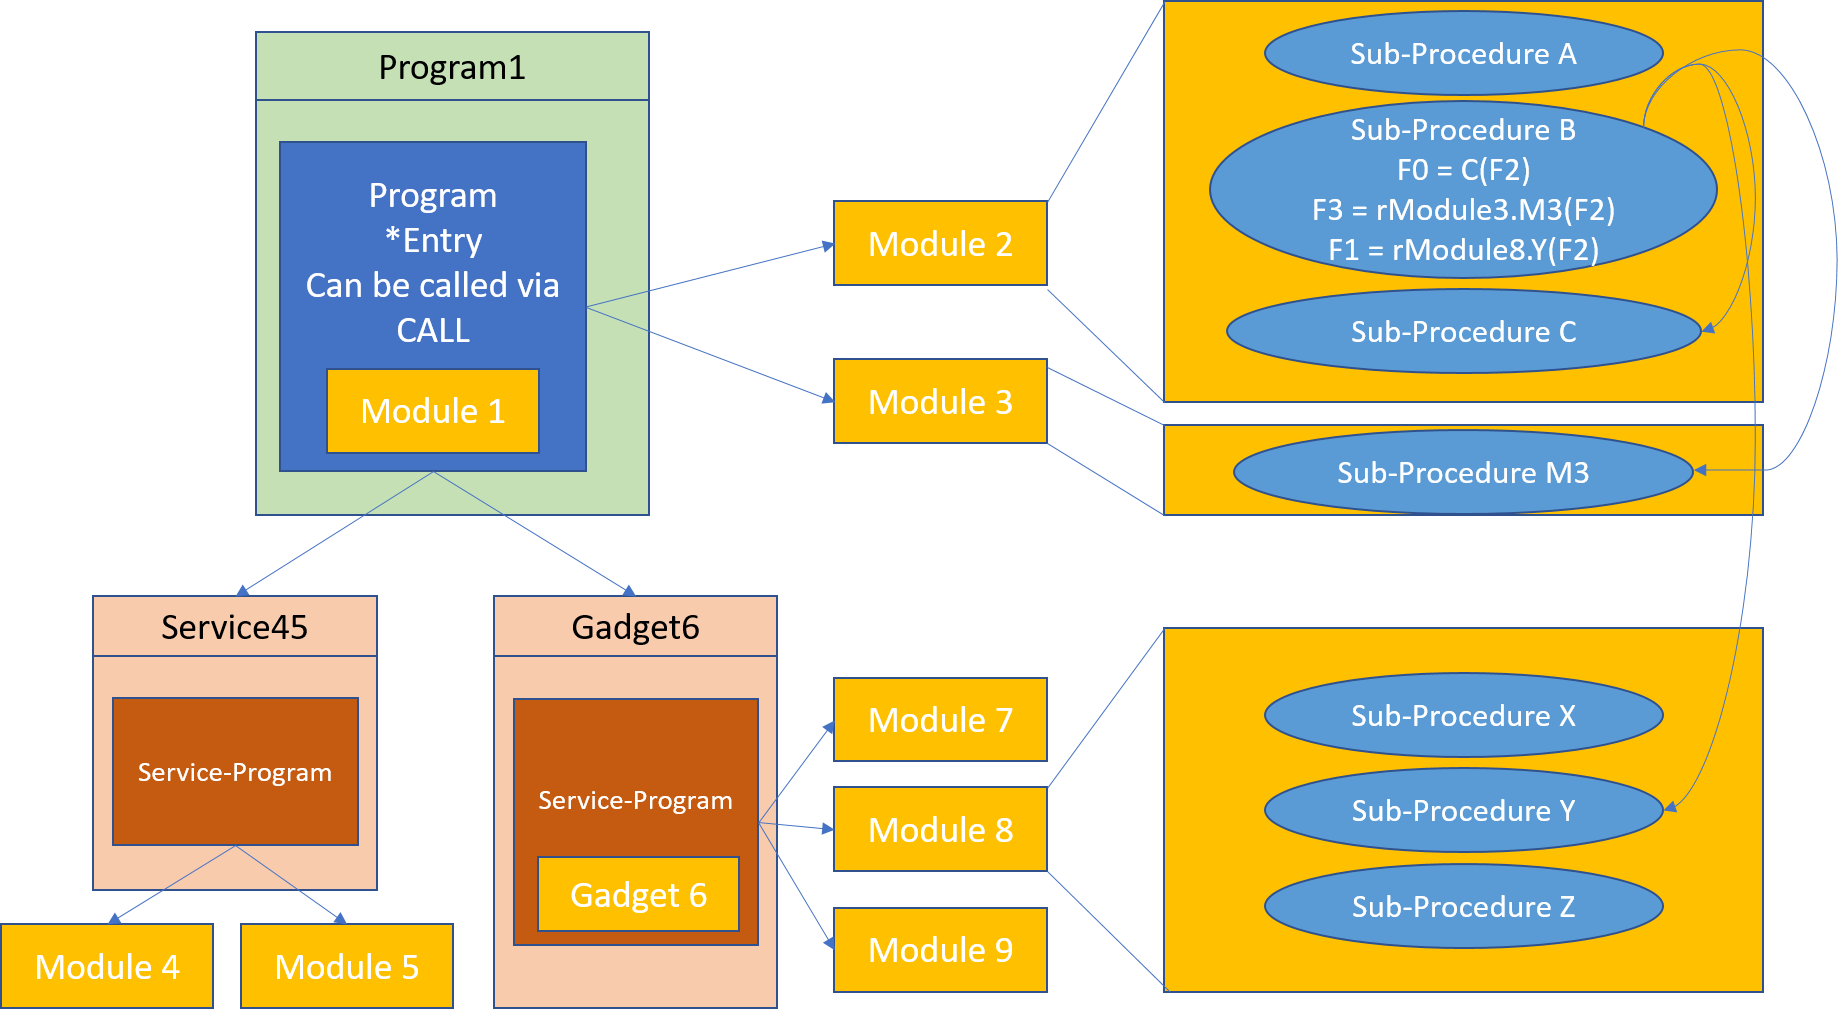 Program1
Program
*Entry
Can be called via
CALL
Module 1
Module 2
Module 3
Sub-Procedure A
Sub-Procedure B
F0 = C(F2)
F3 = rModule3.M3(F2)
F1 = rModule8.Y(F2)
Sub-Procedure C
Sub-Procedure M3
Service45
Service-Program
Module 4
Module 5
Gadget6
Service-Program
Gadget 6
Module 7
Module 8
Module 9
Sub-Procedure X
Sub-Procedure Y
Sub-Procedure Z